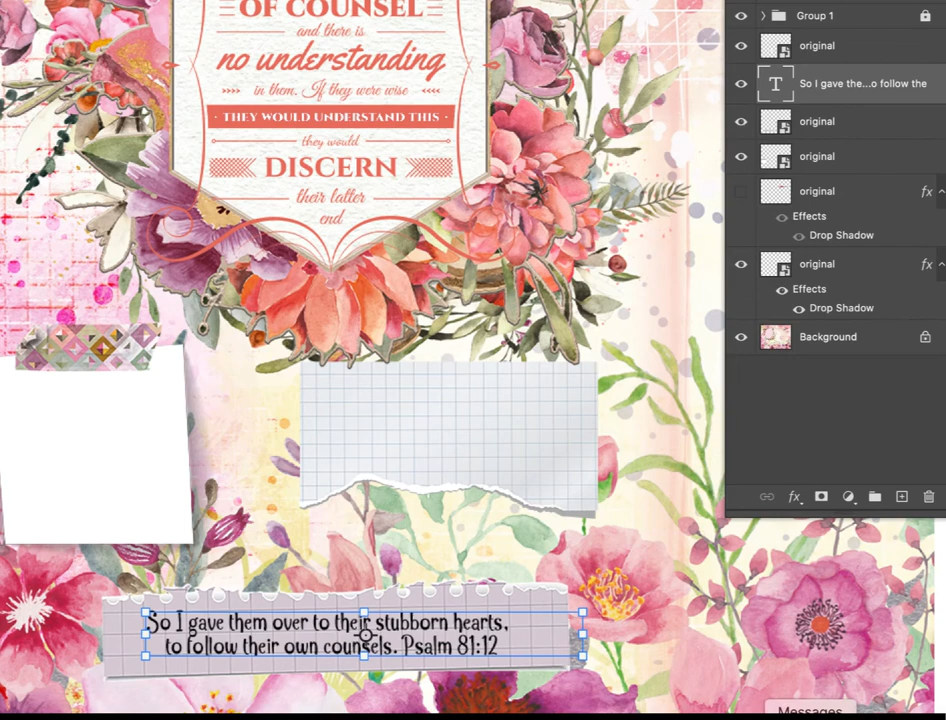 OF COUNSEL
and there is
no understanding
in them. If they were wise
· THEY WOULD UNDERSTAND THIS ·
they would
DISCERN
their latter
end
So I gave them over to their stubborn hearts,
to follow their own counsels. Psalm 81:12
Group 1
original
T So I gave the...o follow the
original
original
original fx
Effects
Drop Shadow
original fx
Effects
Drop Shadow
Background
fx
Messages